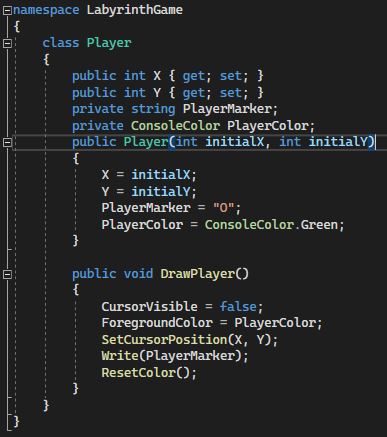 namespace LabyrinthGame
{
    class Player
    {
        public int X { get; set; }
        public int Y { get; set; }
        private string PlayerMarker;
        private ConsoleColor PlayerColor;
        public Player(int initialX, int initialY)
        {
            X = initialX;
            Y = initialY;
            PlayerMarker = "O";
            PlayerColor = ConsoleColor.Green;
        }

        public void DrawPlayer()
        {
            CursorVisible = false;
            ForegroundColor = PlayerColor;
            SetCursorPosition(X, Y);
            Write(PlayerMarker);
            ResetColor();
        }
    }
}